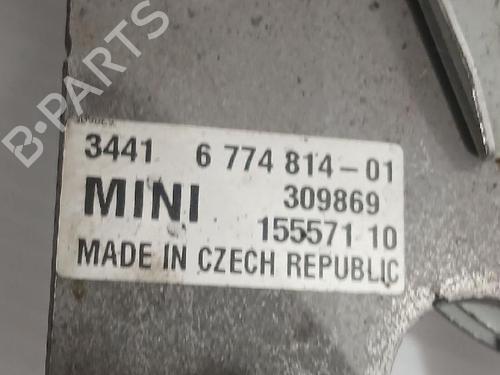 3441 6 774 814-01
MINI 309869
155571 10
MADE IN CZECH REPUBLIC
B-PARTS